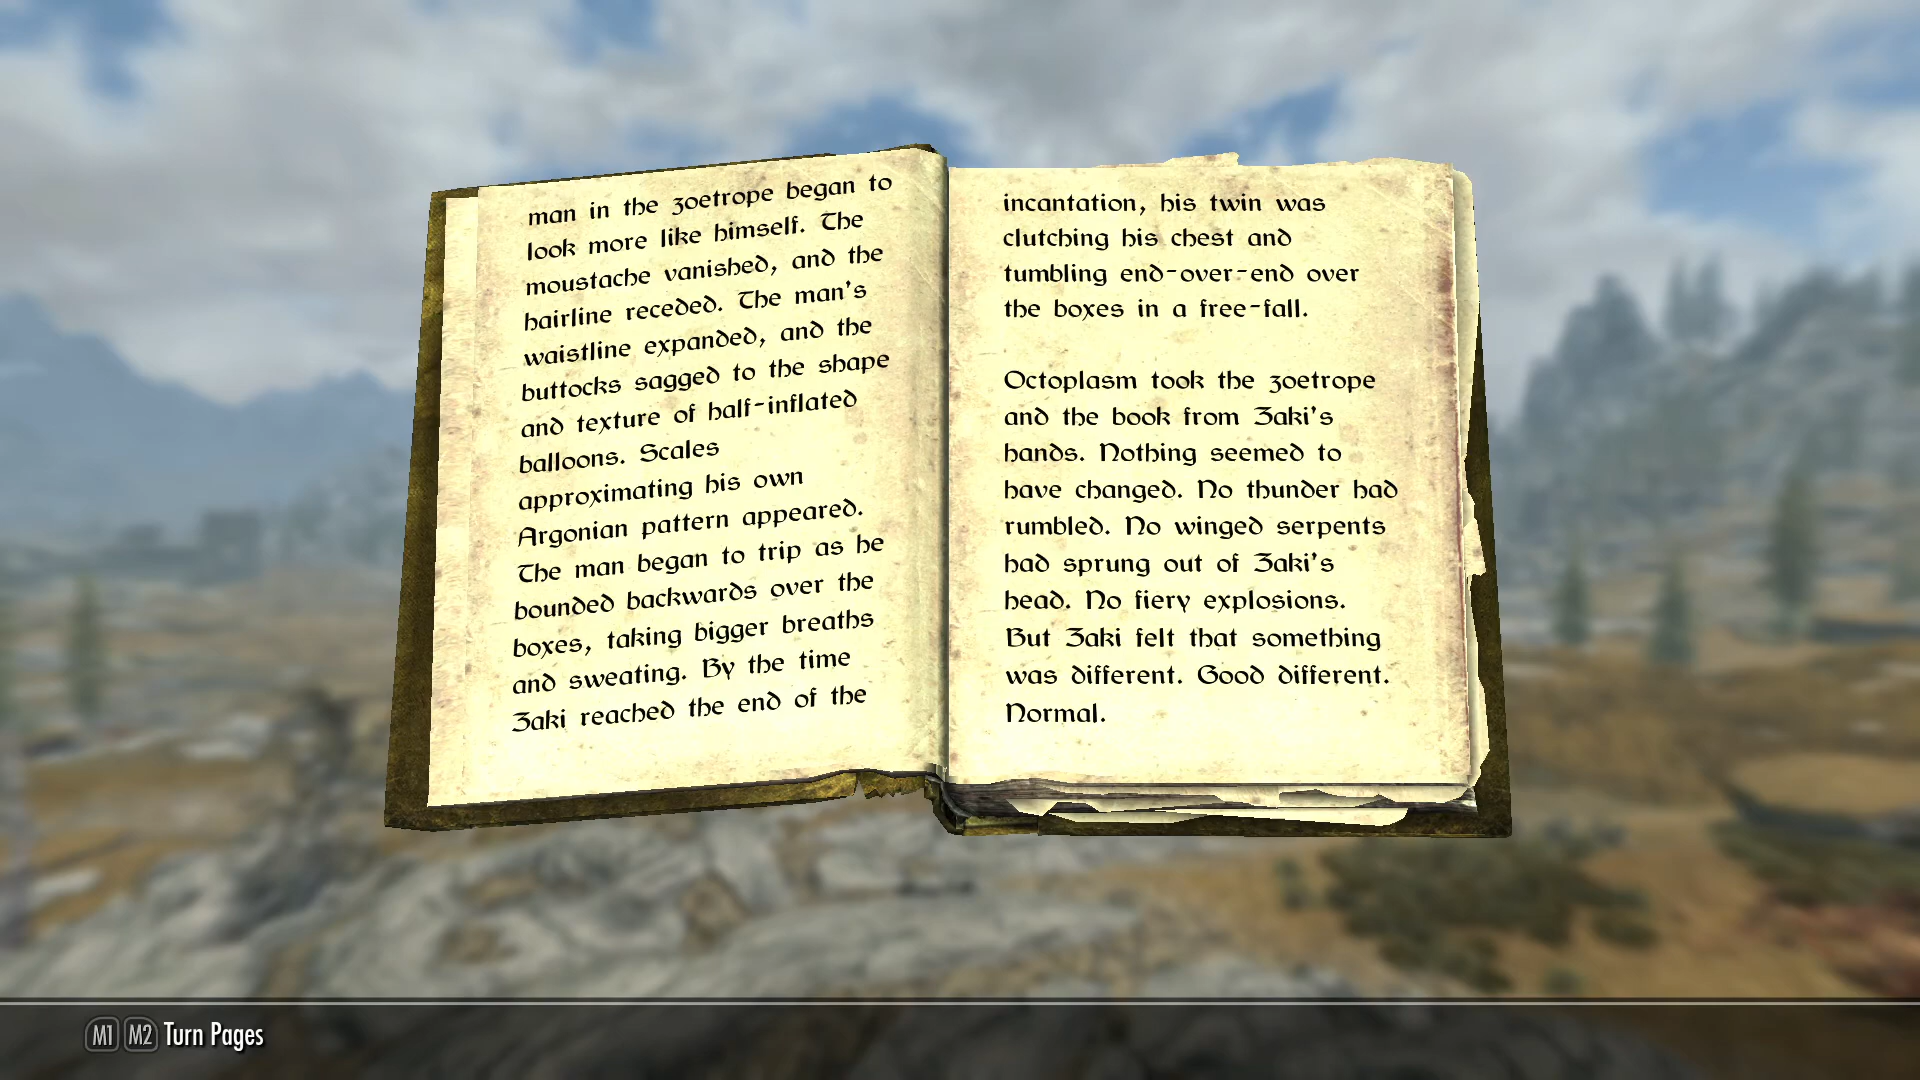 man in the zoetrope began to
look more like himself. The
moustache vanished, and the
hairline receded. The man's
waistline expanded, and the
buttocks sagged to the shape
and texture of half-inflated
balloons. Scales
approximating his own
Argonian pattern appeared.
The man began to trip as he
bounded backwards over the
boxes, taking bigger breaths
and sweating. By the time
Zaki reached the end of the
incantation, his twin was
clutching his chest and
tumbling end-over-end over
the boxes in a free-fall.
Octoplasm took the zoetrope
and the book from Zaki's
hands. Nothing seemed to
have changed. No thunder had
rumbled. No winged serpents
had sprung out of Zaki's
head. No fiery explosions.
But Zaki felt that something
was different. Good different.
Normal.
M1 M2 Turn Pages